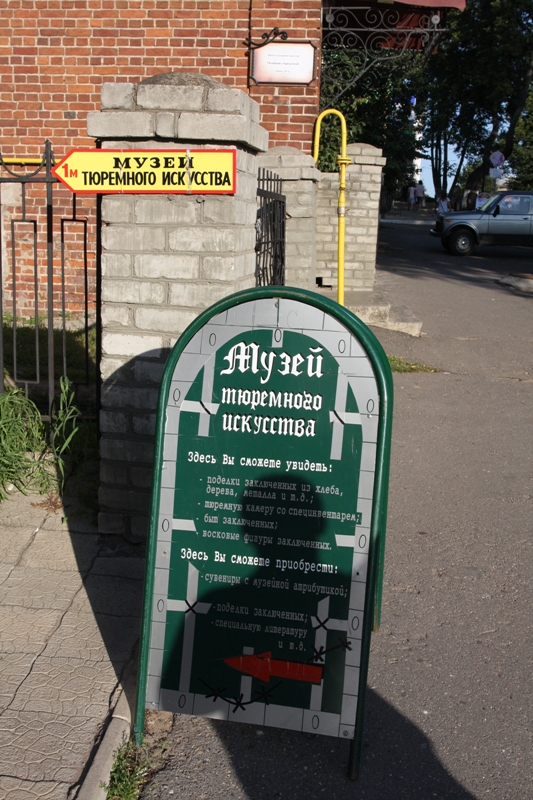 1м
МУЗЕЙ
ТЮРЕМНОГО ИСКУССТВА
Музей
тюремного
искусства
Здесь Вы сможете увидеть:
- поделки заключенных из хлеба,
дерева, металла и т.д.;
- тюремную камеру со специнвентарем;
- быт заключенных;
- восковые фигуры заключенных.
Здесь Вы сможете приобрести:
- сувениры с музейной атрибутикой;
- поделки заключенных;
- специальную литературу
и т.д.